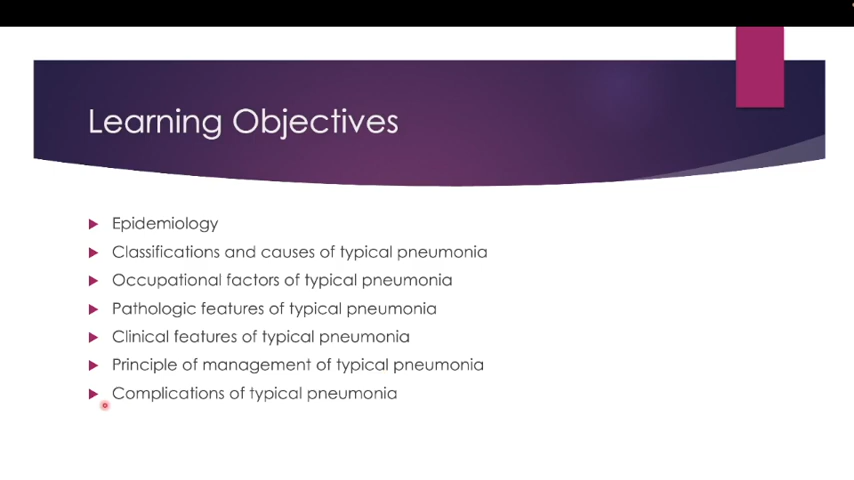 Learning Objectives
Epidemiology
Classifications and causes of typical pneumonia
Occupational factors of typical pneumonia
Pathologic features of typical pneumonia
Clinical features of typical pneumonia
Principle of management of typical pneumonia
Complications of typical pneumonia